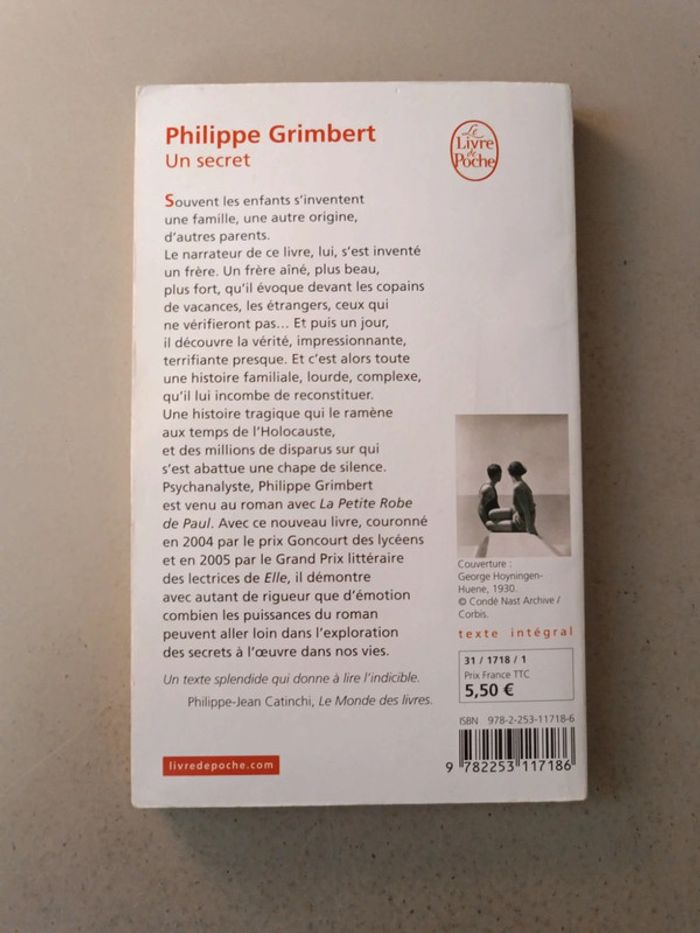 Philippe Grimbert
Un secret
Le
Livre
de
Poche
Souvent les enfants s'inventent
une famille, une autre origine,
d'autres parents.
Le narrateur de ce livre, lui, s'est inventé
un frère. Un frère aîné, plus beau,
plus fort, qu'il évoque devant les copains
de vacances, les étrangers, ceux qui
ne vérifieront pas... Et puis un jour,
il découvre la vérité, impressionnante,
terrifiante presque. Et c'est alors toute
une histoire familiale, lourde, complexe,
qu'il lui incombe de reconstituer.
Une histoire tragique qui le ramène
aux temps de l'Holocauste,
et des millions de disparus sur qui
s'est abattue une chape de silence.
Psychanalyste, Philippe Grimbert
est venu au roman avec La Petite Robe
de Paul. Avec ce nouveau livre, couronné
en 2004 par le prix Goncourt des lycéens
et en 2005 par le Grand Prix littéraire
des lectrices de Elle, il démontre
avec autant de rigueur que d'émotion
combien les puissances du roman
peuvent aller loin dans l'exploration
des secrets à l'œuvre dans nos vies.
Un texte splendide qui donne à lire l'indicible.
Philippe-Jean Catinchi, Le Monde des livres.
livredepoche.com
Couverture :
George Hoyningen-
Huene, 1930.
© Condé Nast Archive /
Corbis.
texte intégral
31 / 1718 / 1
Prix France TTC
5,50 €
ISBN 978-2-253-11718-6
9 782253 117186